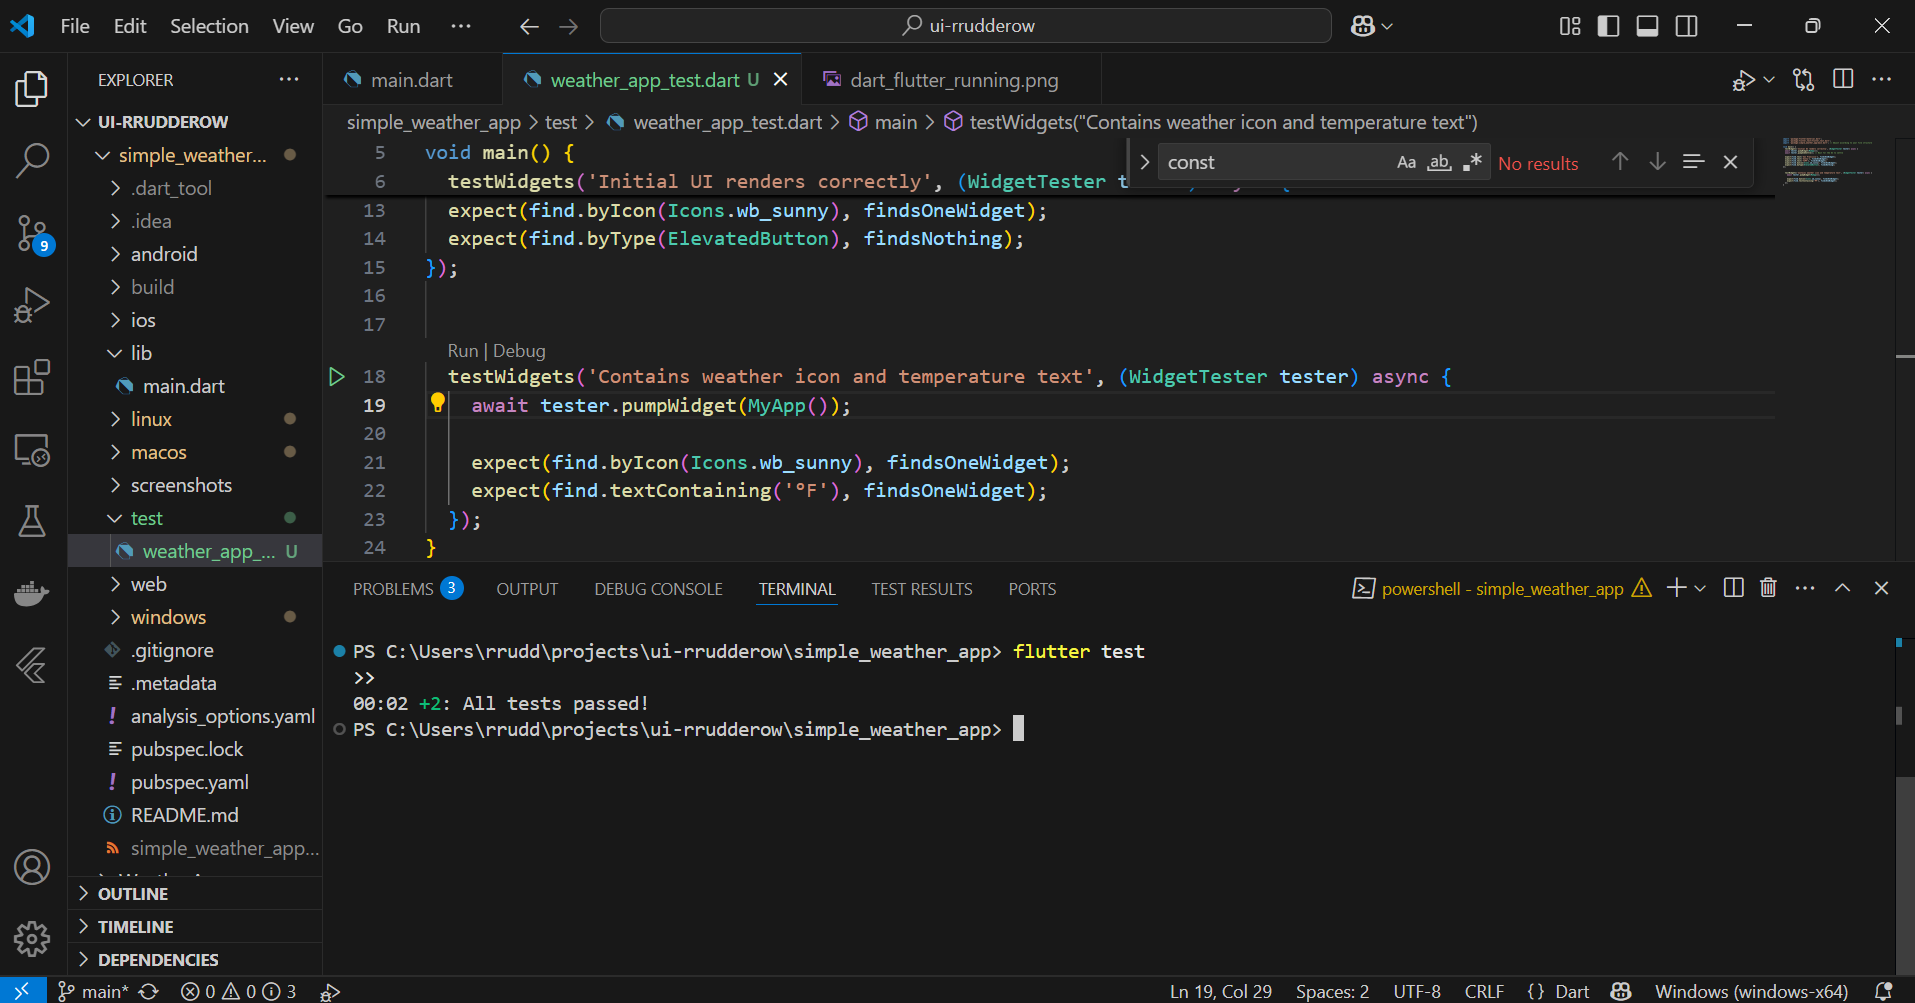 File Edit Selection View Go Run ···
ui-rrudderow
EXPLORER ···
UI-RRUDDEROW
simple_weather...
.dart_tool
.idea
android
build
ios
lib
main.dart
linux
macos
screenshots
test
weather_app_... U
web
windows
.gitignore
.metadata
analysis_options.yaml
pubspec.lock
pubspec.yaml
README.md
simple_weather_app...
OUTLINE
TIMELINE
DEPENDENCIES
9
main.dart
weather_app_test.dart U
dart_flutter_running.png
simple_weather_app > test > weather_app_test.dart > main > testWidgets("Contains weather icon and temperature text")
const Aa ab .* No results
5 void main() {
6 testWidgets('Initial UI renders correctly', (WidgetTester
13 expect(find.byIcon(Icons.wb_sunny), findsOneWidget);
14 expect(find.byType(ElevatedButton), findsNothing);
15 });
16
17
Run | Debug
18 testWidgets('Contains weather icon and temperature text', (WidgetTester tester) async {
19 await tester.pumpWidget(MyApp());
20
21 expect(find.byIcon(Icons.wb_sunny), findsOneWidget);
22 expect(find.textContaining('°F'), findsOneWidget);
23 });
24 }
PROBLEMS 3 OUTPUT DEBUG CONSOLE TERMINAL TEST RESULTS PORTS
powershell - simple_weather_app
PS C:\Users\rrudd\projects\ui-rrudderow\simple_weather_app> flutter test
>>
00:02 +2: All tests passed!
PS C:\Users\rrudd\projects\ui-rrudderow\simple_weather_app>
main* 0 0 3
Ln 19, Col 29 Spaces: 2 UTF-8 CRLF {} Dart Windows (windows-x64)